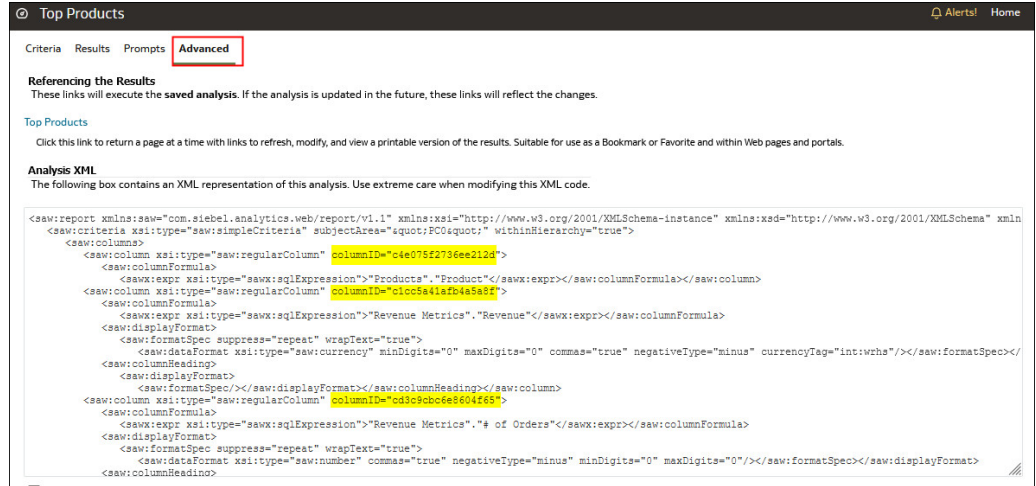 Top Products
Alerts! Home
Criteria Results Prompts Advanced
Referencing the Results
These links will execute the saved analysis. If the analysis is updated in the future, these links will reflect the changes.
Top Products
Click this link to return a page at a time with links to refresh, modify, and view a printable version of the results. Suitable for use as a Bookmark or Favorite and within Web pages and portals.
Analysis XML
The following box contains an XML representation of this analysis. Use extreme care when modifying this XML code.
<saw:report xmlns:saw="com.siebel.analytics.web/report/v1.1" xmlns:xsi="http://www.w3.org/2001/XMLSchema-instance" xmlns:xsd="http://www.w3.org/2001/XMLSchema" xmln
<saw:criteria xsi:type="saw:simpleCriteria" subjectArea="&quot;PC0&quot;" withinHierarchy="true">
<saw:columns>
<saw:column xsi:type="saw:regularColumn" columnID="c4e075f2736ee212d">
<saw:columnFormula>
<sawx:expr xsi:type="sawx:sqlExpression">"Products"."Product"</sawx:expr></saw:columnFormula></saw:column>
<saw:column xsi:type="saw:regularColumn" columnID="c1cc5a41afb4a5a8f">
<saw:columnFormula>
<sawx:expr xsi:type="sawx:sqlExpression">"Revenue Metrics"."Revenue"</sawx:expr></saw:columnFormula>
<saw:displayFormat>
<saw:formatSpec suppress="repeat" wrapText="true">
<saw:dataFormat xsi:type="saw:currency" minDigits="0" maxDigits="0" commas="true" negativeType="minus" currencyTag="int:wrhs"/></saw:formatSpec></
<saw:columnHeading>
<saw:displayFormat>
<saw:formatSpec/></saw:displayFormat></saw:columnHeading></saw:column>
<saw:column xsi:type="saw:regularColumn" columnID="cd3c9cbc6e8604f65">
<saw:columnFormula>
<sawx:expr xsi:type="sawx:sqlExpression">"Revenue Metrics"."# of Orders"</sawx:expr></saw:columnFormula>
<saw:displayFormat>
<saw:formatSpec suppress="repeat" wrapText="true">
<saw:dataFormat xsi:type="saw:number" commas="true" negativeType="minus" minDigits="0" maxDigits="0"/></saw:formatSpec></saw:displayFormat>
<saw:columnHeading>